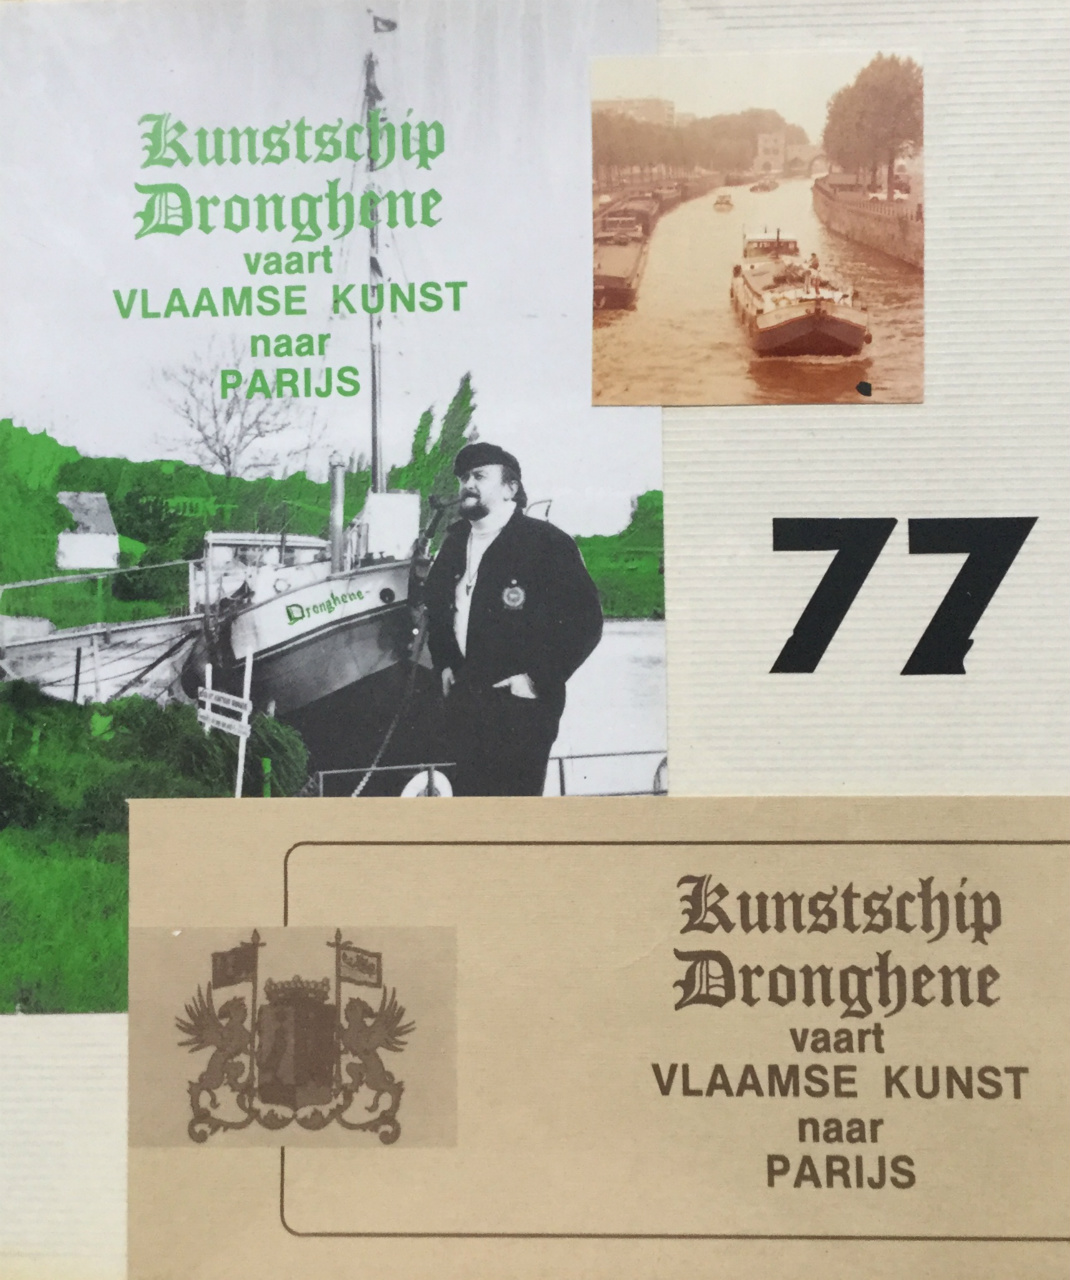 Kunstschip
Dronghene
vaart
VLAAMSE KUNST
naar
PARIJS
77
Dronghene
Kunstschip
Dronghene
vaart
VLAAMSE KUNST
naar
PARIJS